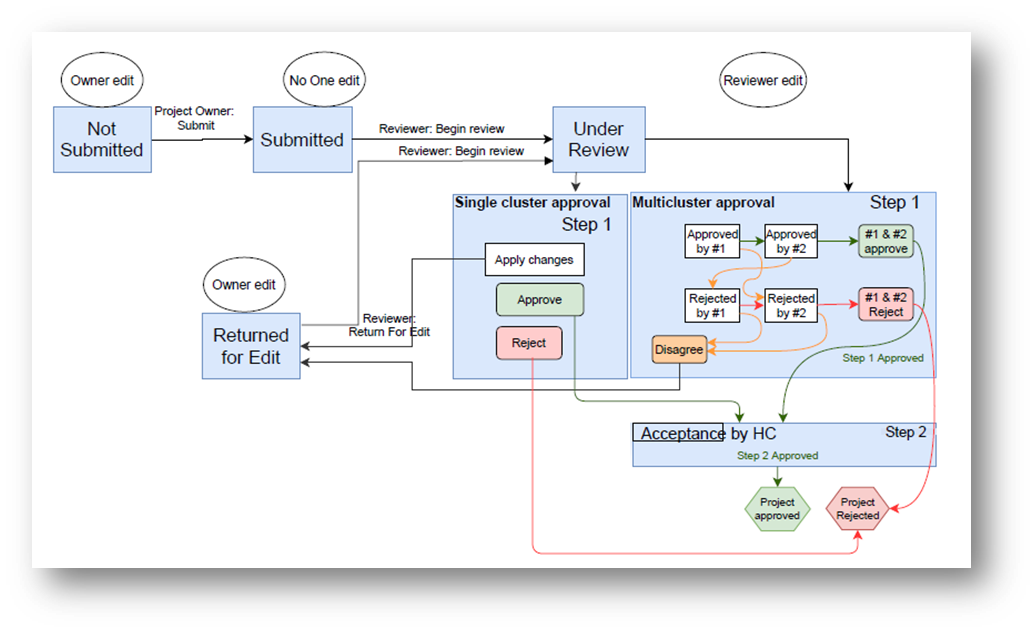 Owner edit
No One edit
Reviewer edit
Not
Submitted
Project Owner:
Submit
Submitted
Reviewer: Begin review
Reviewer: Begin review
Under
Review
Single cluster approval
Step 1
Apply changes
Approve
Reject
Multicluster approval
Step 1
Approved
by #1
Approved
by #2
#1 & #2
approve
Rejected
by #1
Rejected
by #2
#1 & #2
Reject
Disagree
Step 1 Approved
Owner edit
Returned
for Edit
Reviewer:
Return For Edit
Acceptance by HC
Step 2
Step 2 Approved
Project
approved
Project
Rejected